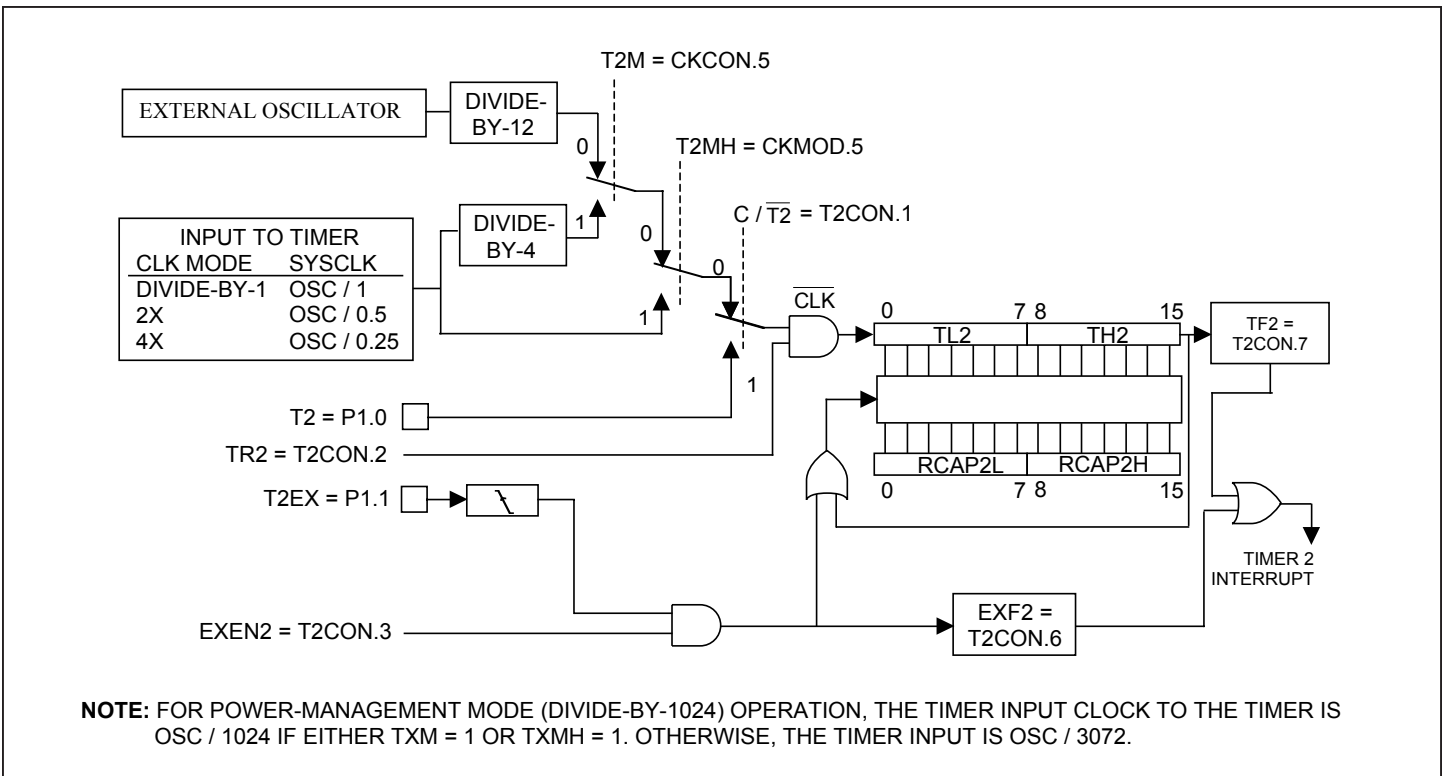 T2M = CKCON.5
EXTERNAL OSCILLATOR
DIVIDE-
BY-12
0
T2MH = CKMOD.5
1
DIVIDE-
BY-4
0
C / T2 = T2CON.1
INPUT TO TIMER
CLK MODE SYSCLK
DIVIDE-BY-1 OSC / 1
2X OSC / 0.5
4X OSC / 0.25
0
1
CLK
0 7 8 15
TL2 TH2
TF2 =
T2CON.7
1
T2 = P1.0
TR2 = T2CON.2
RCAP2L RCAP2H
0 7 8 15
T2EX = P1.1
TIMER 2
INTERRUPT
EXF2 =
T2CON.6
EXEN2 = T2CON.3
NOTE: FOR POWER-MANAGEMENT MODE (DIVIDE-BY-1024) OPERATION, THE TIMER INPUT CLOCK TO THE TIMER IS
OSC / 1024 IF EITHER TXM = 1 OR TXMH = 1. OTHERWISE, THE TIMER INPUT IS OSC / 3072.